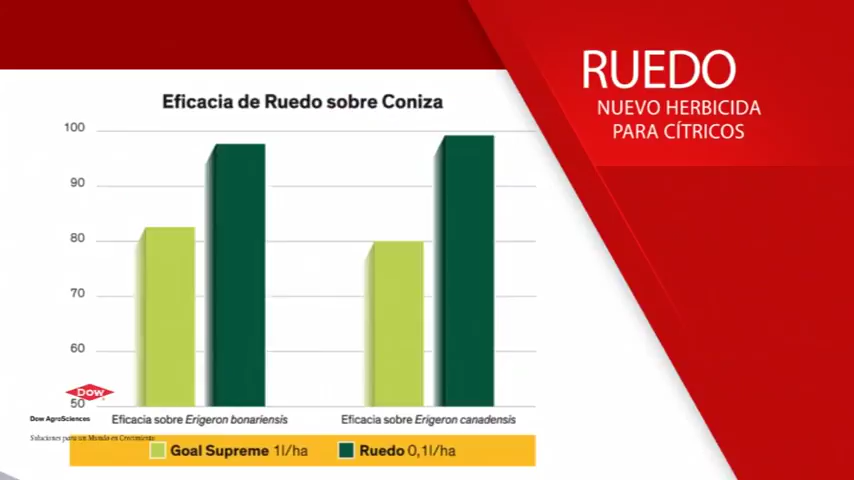 RUEDO
NUEVO HERBICIDA
PARA CÍTRICOS
Eficacia de Ruedo sobre Coniza
100
90
80
70
60
50
Eficacia sobre Erigeron bonariensis
Eficacia sobre Erigeron canadensis
Goal Supreme 1l/ha
Ruedo 0,1l/ha
Dow
Dow AgroSciences
Soluciones para un Mundo en Crecimiento